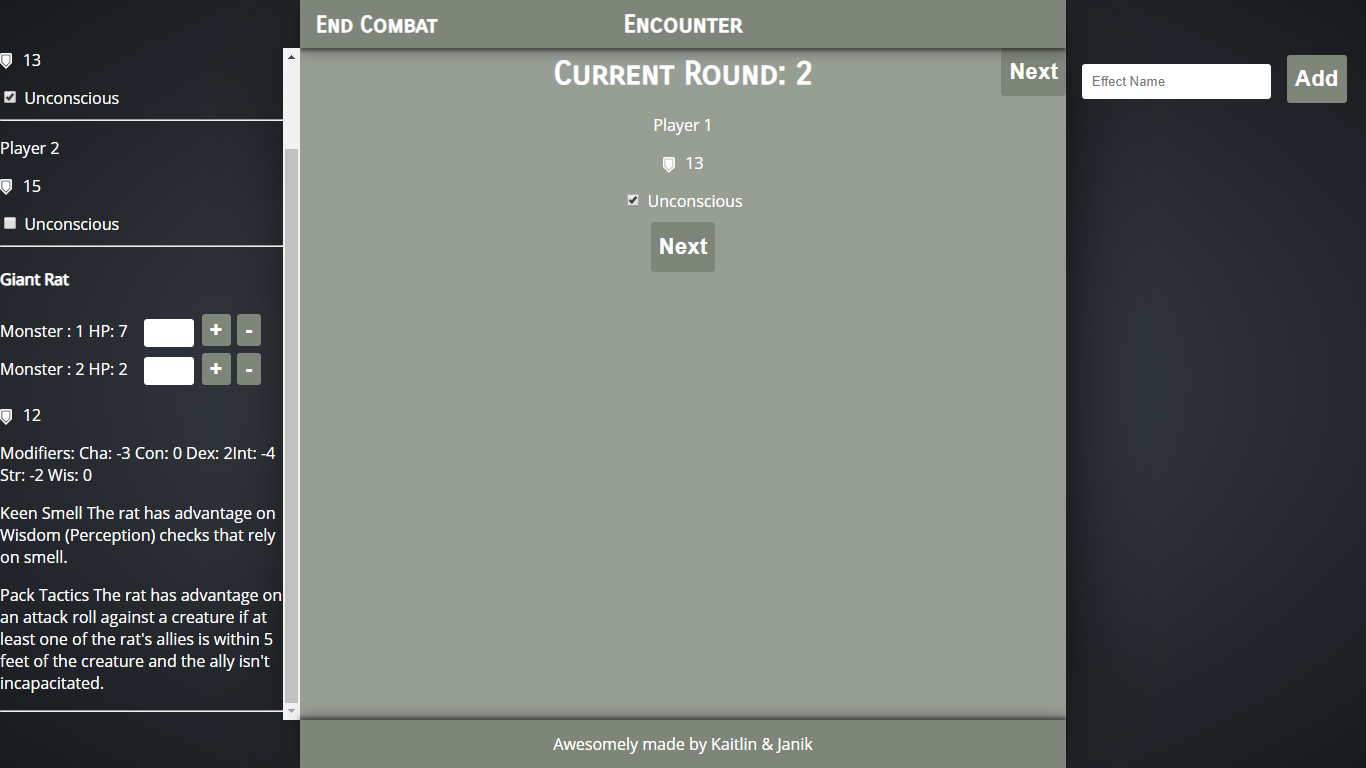 End Combat
Encounter
13
Unconscious
Player 2
15
Unconscious
Giant Rat
Monster : 1 HP: 7 + -
Monster : 2 HP: 2 + -
12
Modifiers: Cha: -3 Con: 0 Dex: 2Int: -4
Str: -2 Wis: 0
Keen Smell The rat has advantage on
Wisdom (Perception) checks that rely
on smell.
Pack Tactics The rat has advantage on
an attack roll against a creature if at
least one of the rat's allies is within 5
feet of the creature and the ally isn't
incapacitated.
Current Round: 2
Next
Player 1
13
Unconscious
Next
Effect Name
Add
Awesomely made by Kaitlin & Janik